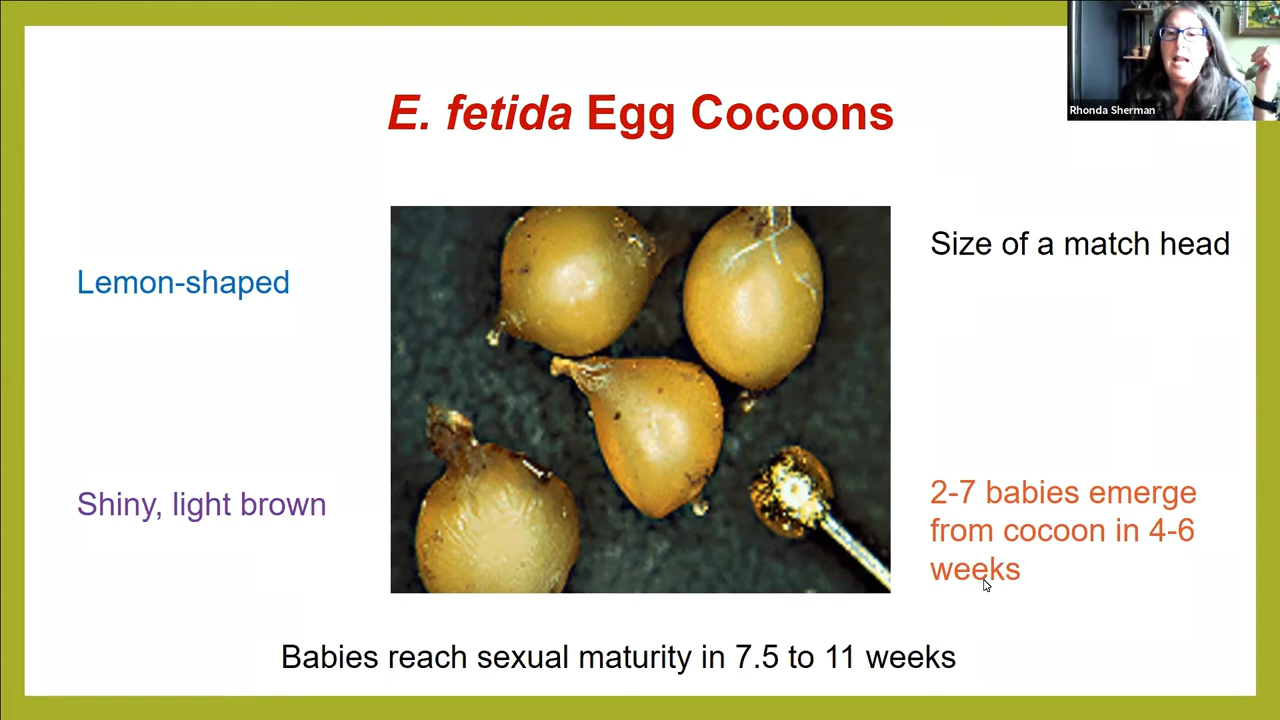 Rhonda Sherman
E. fetida Egg Cocoons
Lemon-shaped
Size of a match head
Shiny, light brown
2-7 babies emerge
from cocoon in 4-6
weeks
Babies reach sexual maturity in 7.5 to 11 weeks